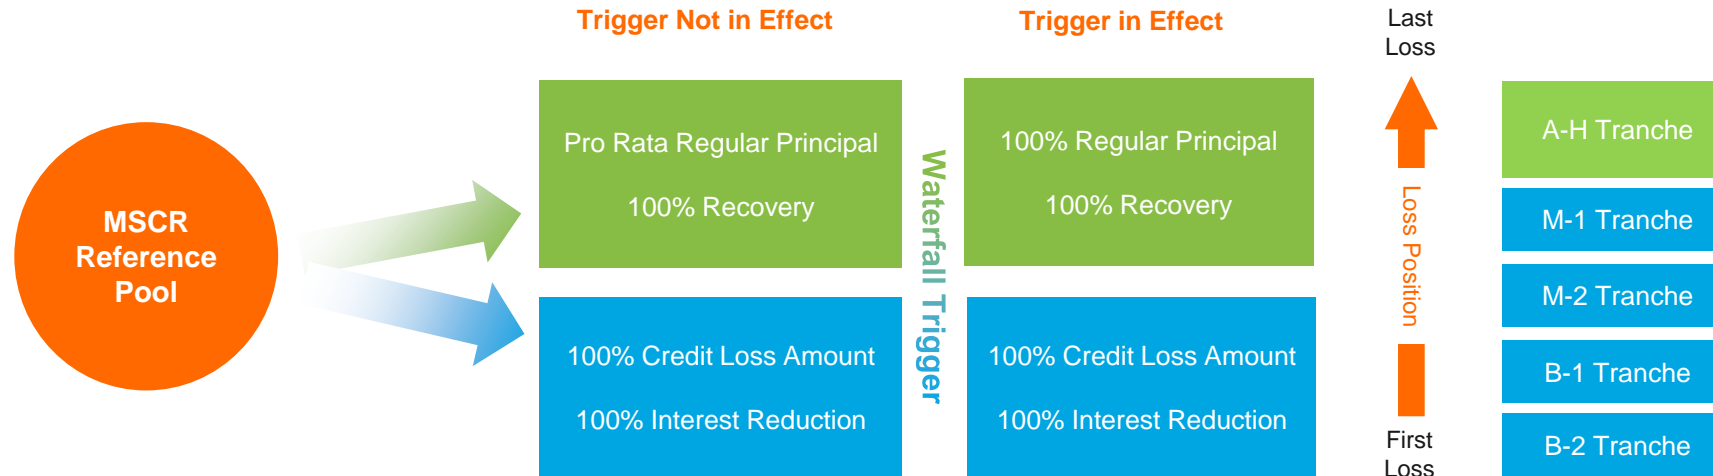 Trigger Not in Effect
Trigger in Effect
Last
Loss
MSCR
Reference
Pool
Pro Rata Regular Principal
100% Recovery
100% Credit Loss Amount
100% Interest Reduction
Waterfall Trigger
100% Regular Principal
100% Recovery
100% Credit Loss Amount
100% Interest Reduction
Loss Position
First
Loss
A-H Tranche
M-1 Tranche
M-2 Tranche
B-1 Tranche
B-2 Tranche